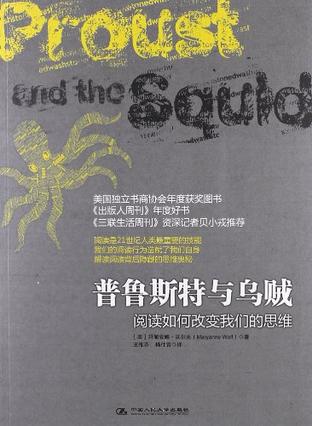 Proust
and the Squid
美国独立书商协会年度获奖图书
《出版人周刊》年度好书
《三联生活周刊》资深记者贝小戎推荐
阅读是21世纪人类最重要的技能
我们的阅读行为造就了我们自身
解读阅读背后隐藏的思维奥秘
普鲁斯特与乌贼
阅读如何改变我们的思维
[美] 玛丽安娜·沃尔夫 (Maryanne Wolf) 著
王惟芬 杨仕音 译
中国人民大学出版社